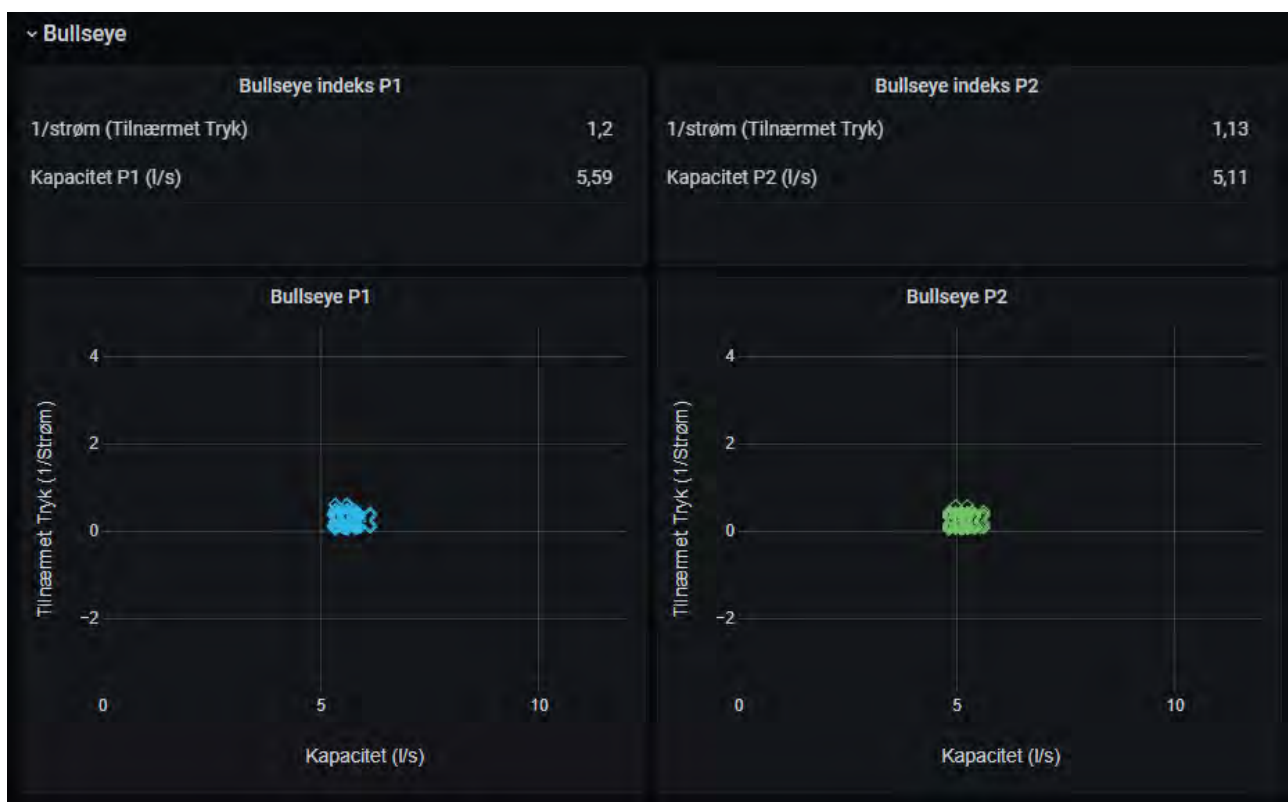 Bullseye
Bullseye indeks P1
1/strøm (Tilnærmet Tryk) 1,2
Kapacitet P1 (l/s) 5,59
Bullseye indeks P2
1/strøm (Tilnærmet Tryk) 1,13
Kapacitet P2 (l/s) 5,11
Bullseye P1
Tilnærmet Tryk (1/Strøm)
4
2
0
−2
0 5 10
Kapacitet (l/s)
Bullseye P2
Tilnærmet Tryk (1/Strøm)
4
2
0
−2
0 5 10
Kapacitet (l/s)